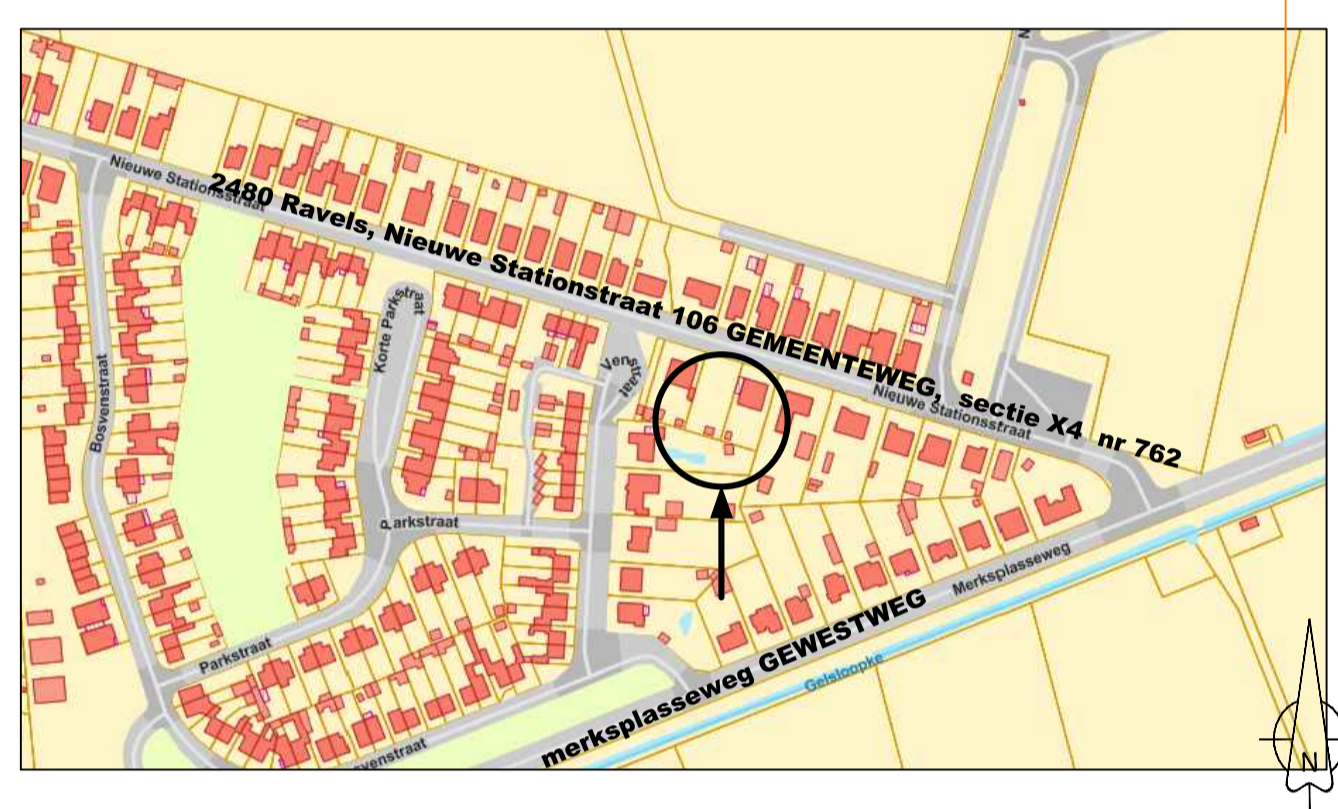 N
Nieuwe Stationsstraat
2480 Ravels, Nieuwe Stationstraat 106 GEMEENTEWEG, sectie X4 nr 762
Korte Parkstraat
Venstraat
Bosvenstraat
Nieuwe Stationsstraat
Parkstraat
Merksplasseweg
merksplasseweg GEWESTWEG
Parkstraat
Gelsloopke
venstraat
N